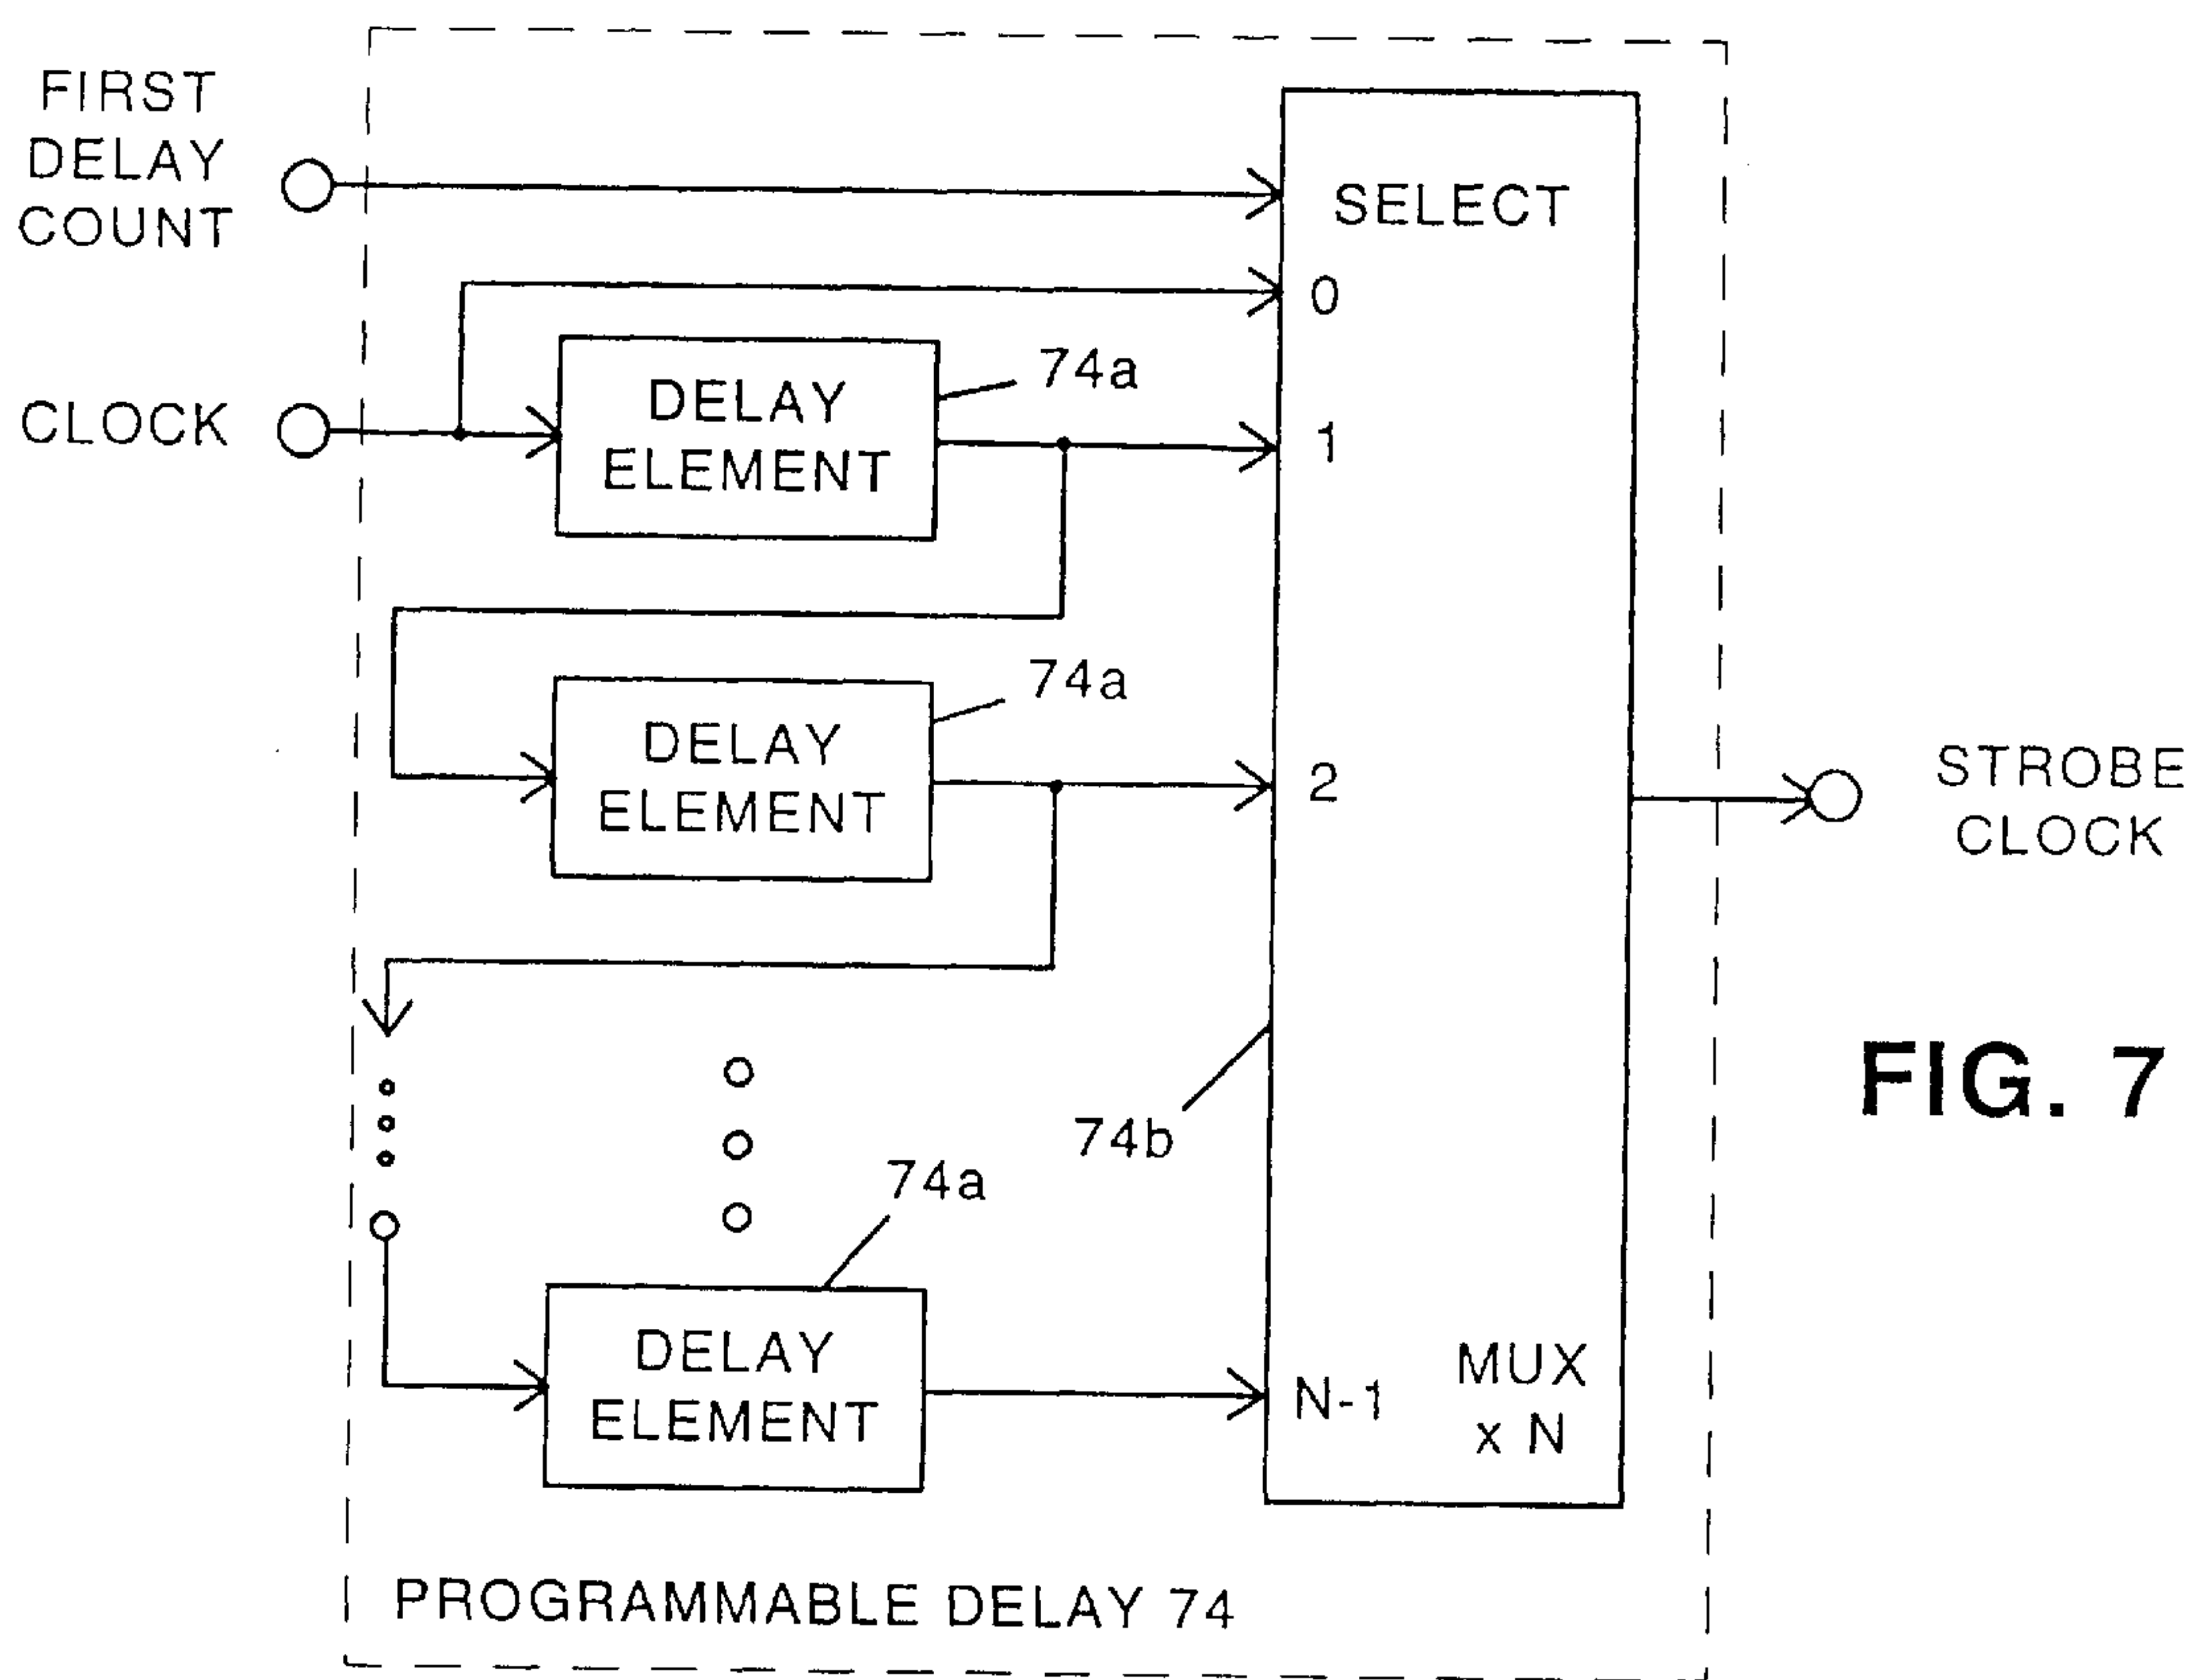 FIRST
DELAY
COUNT
SELECT
0
CLOCK
DELAY
ELEMENT
74a
1
DELAY
ELEMENT
74a
2
STROBE
CLOCK
FIG. 7
74b
74a
DELAY
ELEMENT
N-1
MUX
x N
PROGRAMMABLE DELAY 74